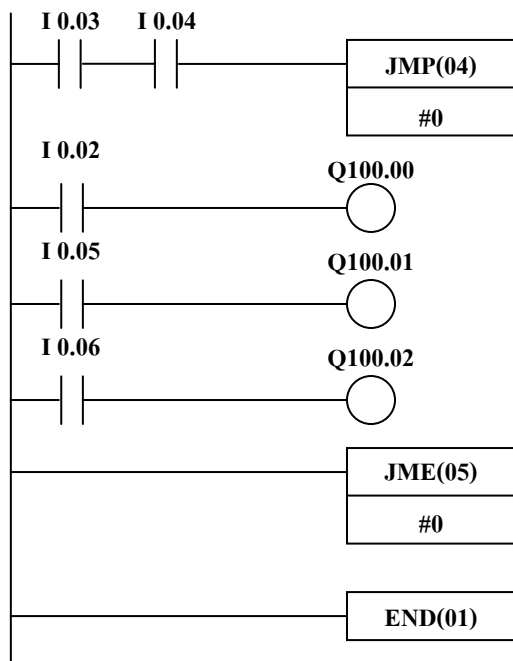 I 0.03 I 0.04
JMP(04)
#0
I 0.02
Q100.00
I 0.05
Q100.01
I 0.06
Q100.02
JME(05)
#0
END(01)